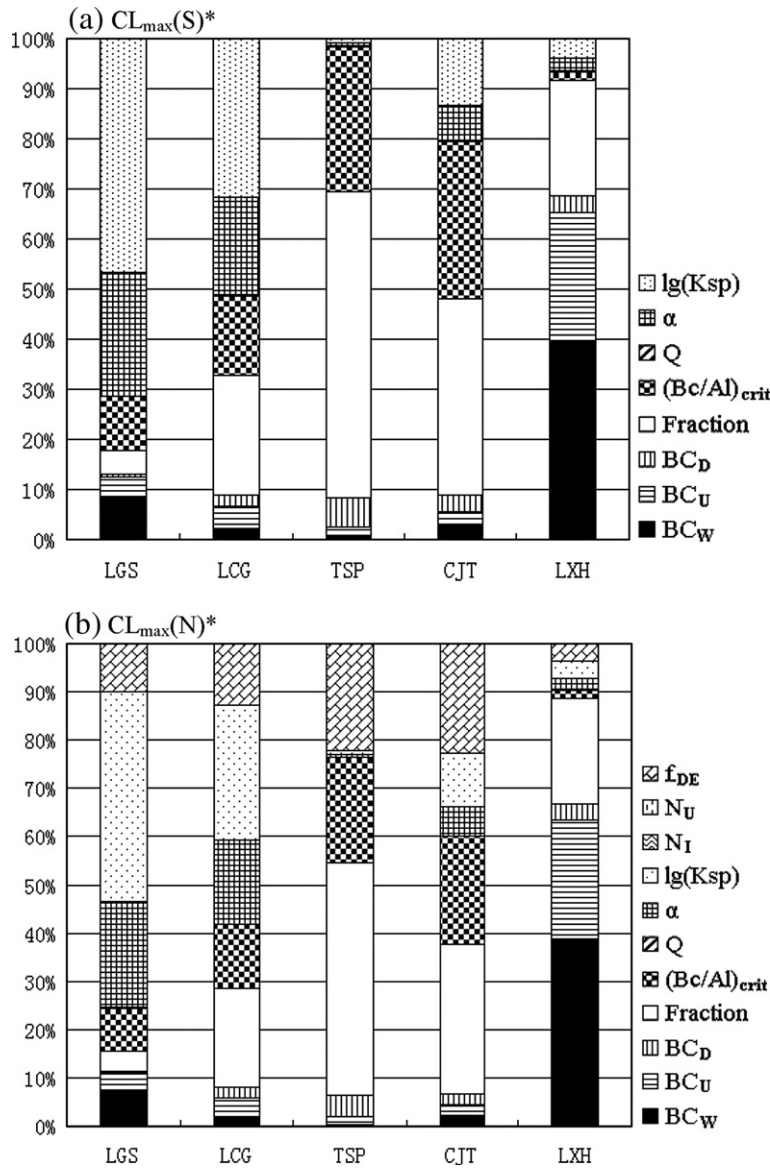 (a) CLmax(S)*
100%
90%
80%
70%
60%
50%
40%
30%
20%
10%
0%
LGS LCG TSP CJT LXH
lg(Ksp)
α
Q
(Bc/Al)crit
Fraction
BCD
BCU
BCW
(b) CLmax(N)*
100%
90%
80%
70%
60%
50%
40%
30%
20%
10%
0%
LGS LCG TSP CJT LXH
fDE
NU
NI
lg(Ksp)
α
Q
(Bc/Al)crit
Fraction
BCD
BCU
BCW